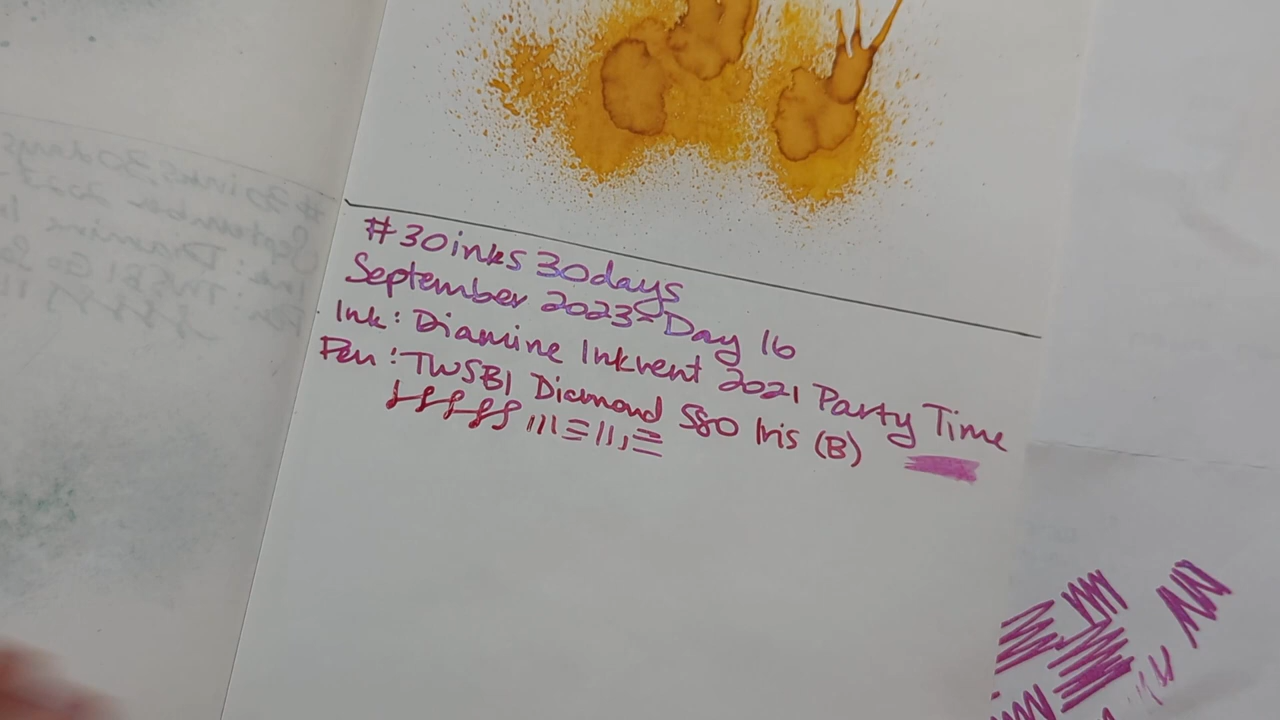 #30inks30days
September 2023 - Day 16
Ink: Diamine Inkvent 2021 Party Time
Pen: TWSBI Diamond 580 Iris (B)